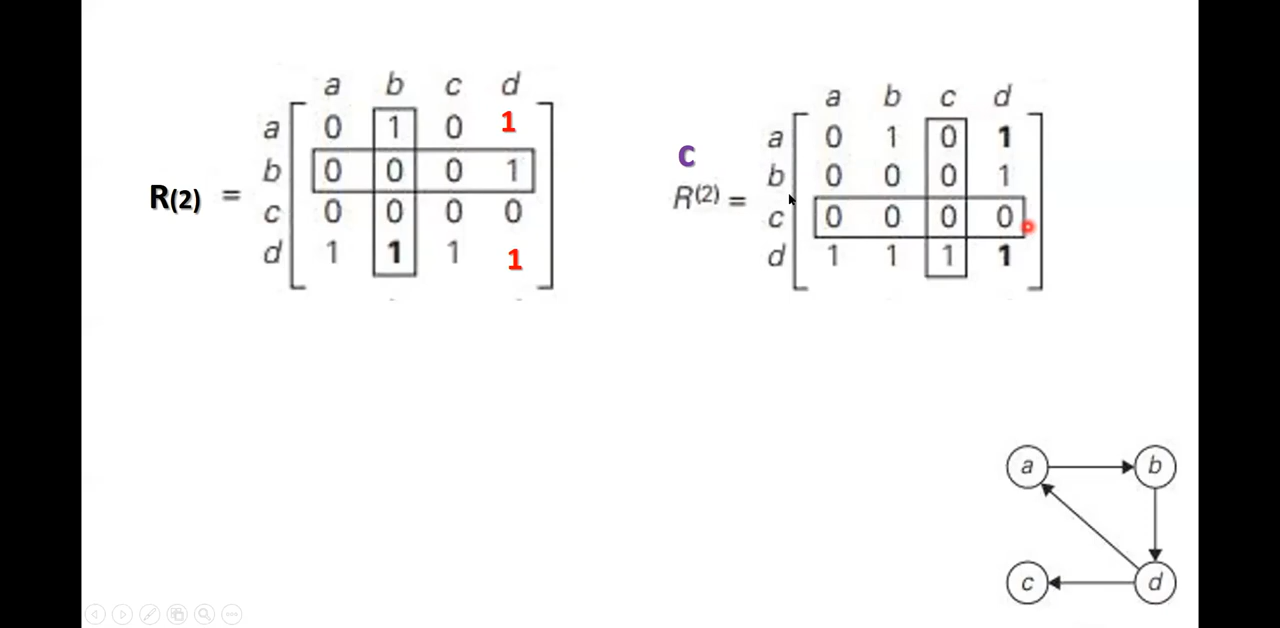 a b c d
a 0 1 0 1
b 0 0 0 1
R(2) =
c 0 0 0 0
d 1 1 1 1
a b c d
a 0 1 0 1
C
b 0 0 0 1
R(2) =
c 0 0 0 0
d 1 1 1 1
a b
c d